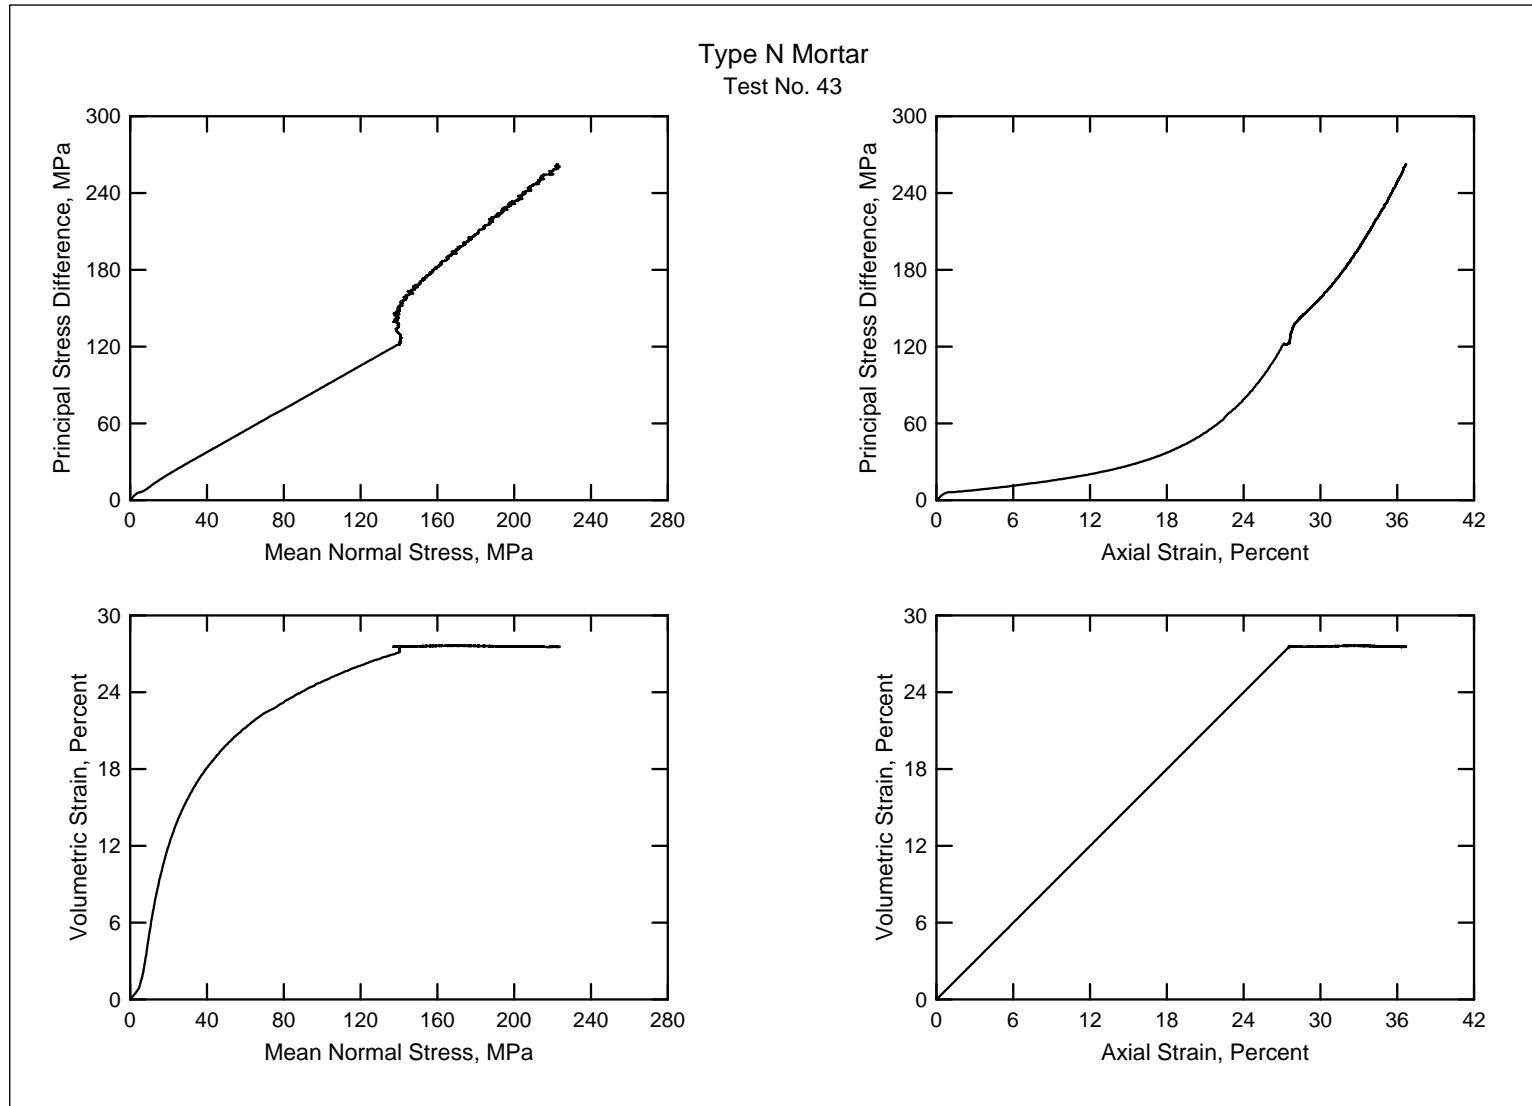 Type N Mortar
Test No. 43
Principal Stress Difference, MPa
300
240
180
120
60
0
0 40 80 120 160 200 240 280
Mean Normal Stress, MPa
Principal Stress Difference, MPa
300
240
180
120
60
0
0 6 12 18 24 30 36 42
Axial Strain, Percent
Volumetric Strain, Percent
30
24
18
12
6
0
0 40 80 120 160 200 240 280
Mean Normal Stress, MPa
Volumetric Strain, Percent
30
24
18
12
6
0
0 6 12 18 24 30 36 42
Axial Strain, Percent